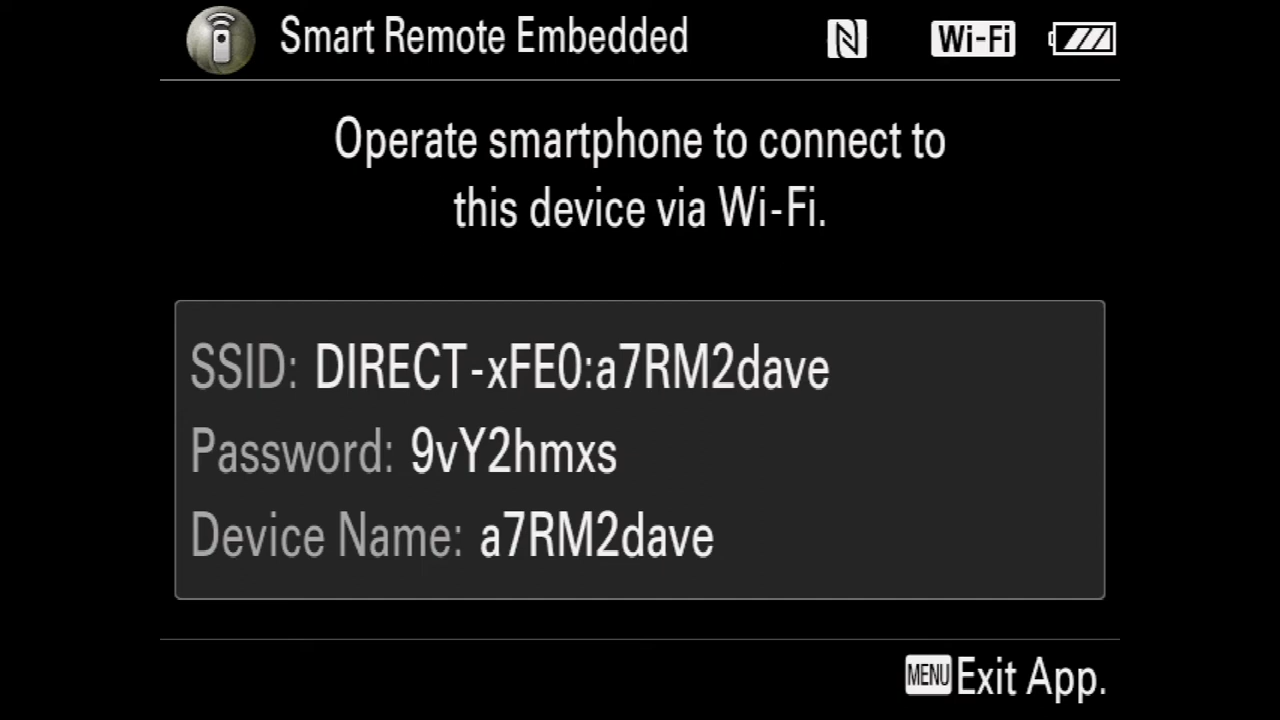 Smart Remote Embedded
Wi-Fi
Operate smartphone to connect to
this device via Wi-Fi.
SSID: DIRECT-xFE0:a7RM2dave
Password: 9vY2hmxs
Device Name: a7RM2dave
MENU Exit App.